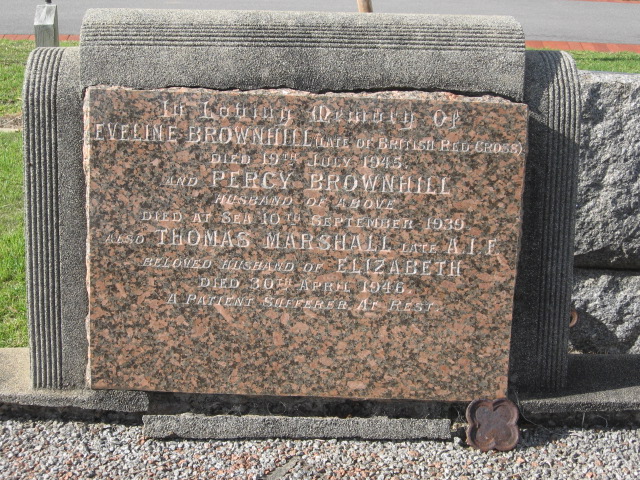 In Loving Memory Of
EVELINE BROWNHILL (LATE OF BRITISH RED CROSS)
DIED 19TH JULY 1945.
AND PERCY BROWNHILL
HUSBAND OF ABOVE
DIED AT SEA 10TH SEPTEMBER 1939
ALSO THOMAS MARSHALL LATE A.I.F.
BELOVED HUSBAND OF ELIZABETH
DIED 30TH APRIL 1946
A PATIENT SUFFERER AT REST.